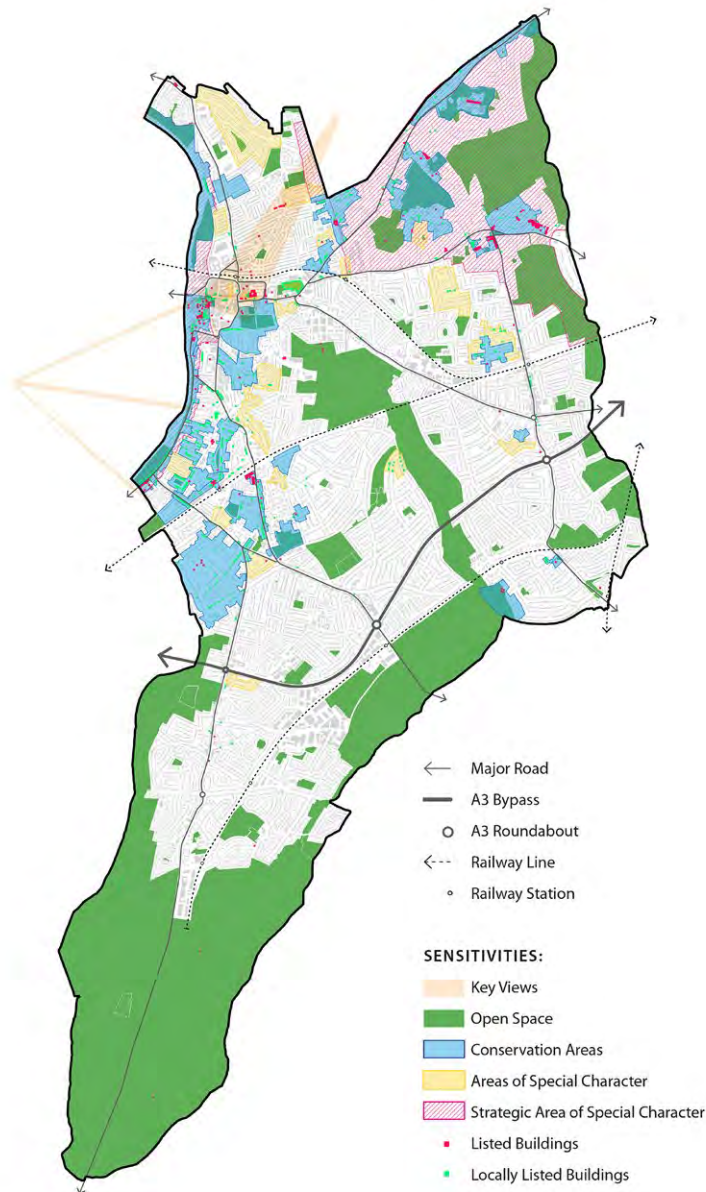 Major Road
A3 Bypass
A3 Roundabout
Railway Line
Railway Station
SENSITIVITIES:
Key Views
Open Space
Conservation Areas
Areas of Special Character
Strategic Area of Special Character
Listed Buildings
Locally Listed Buildings